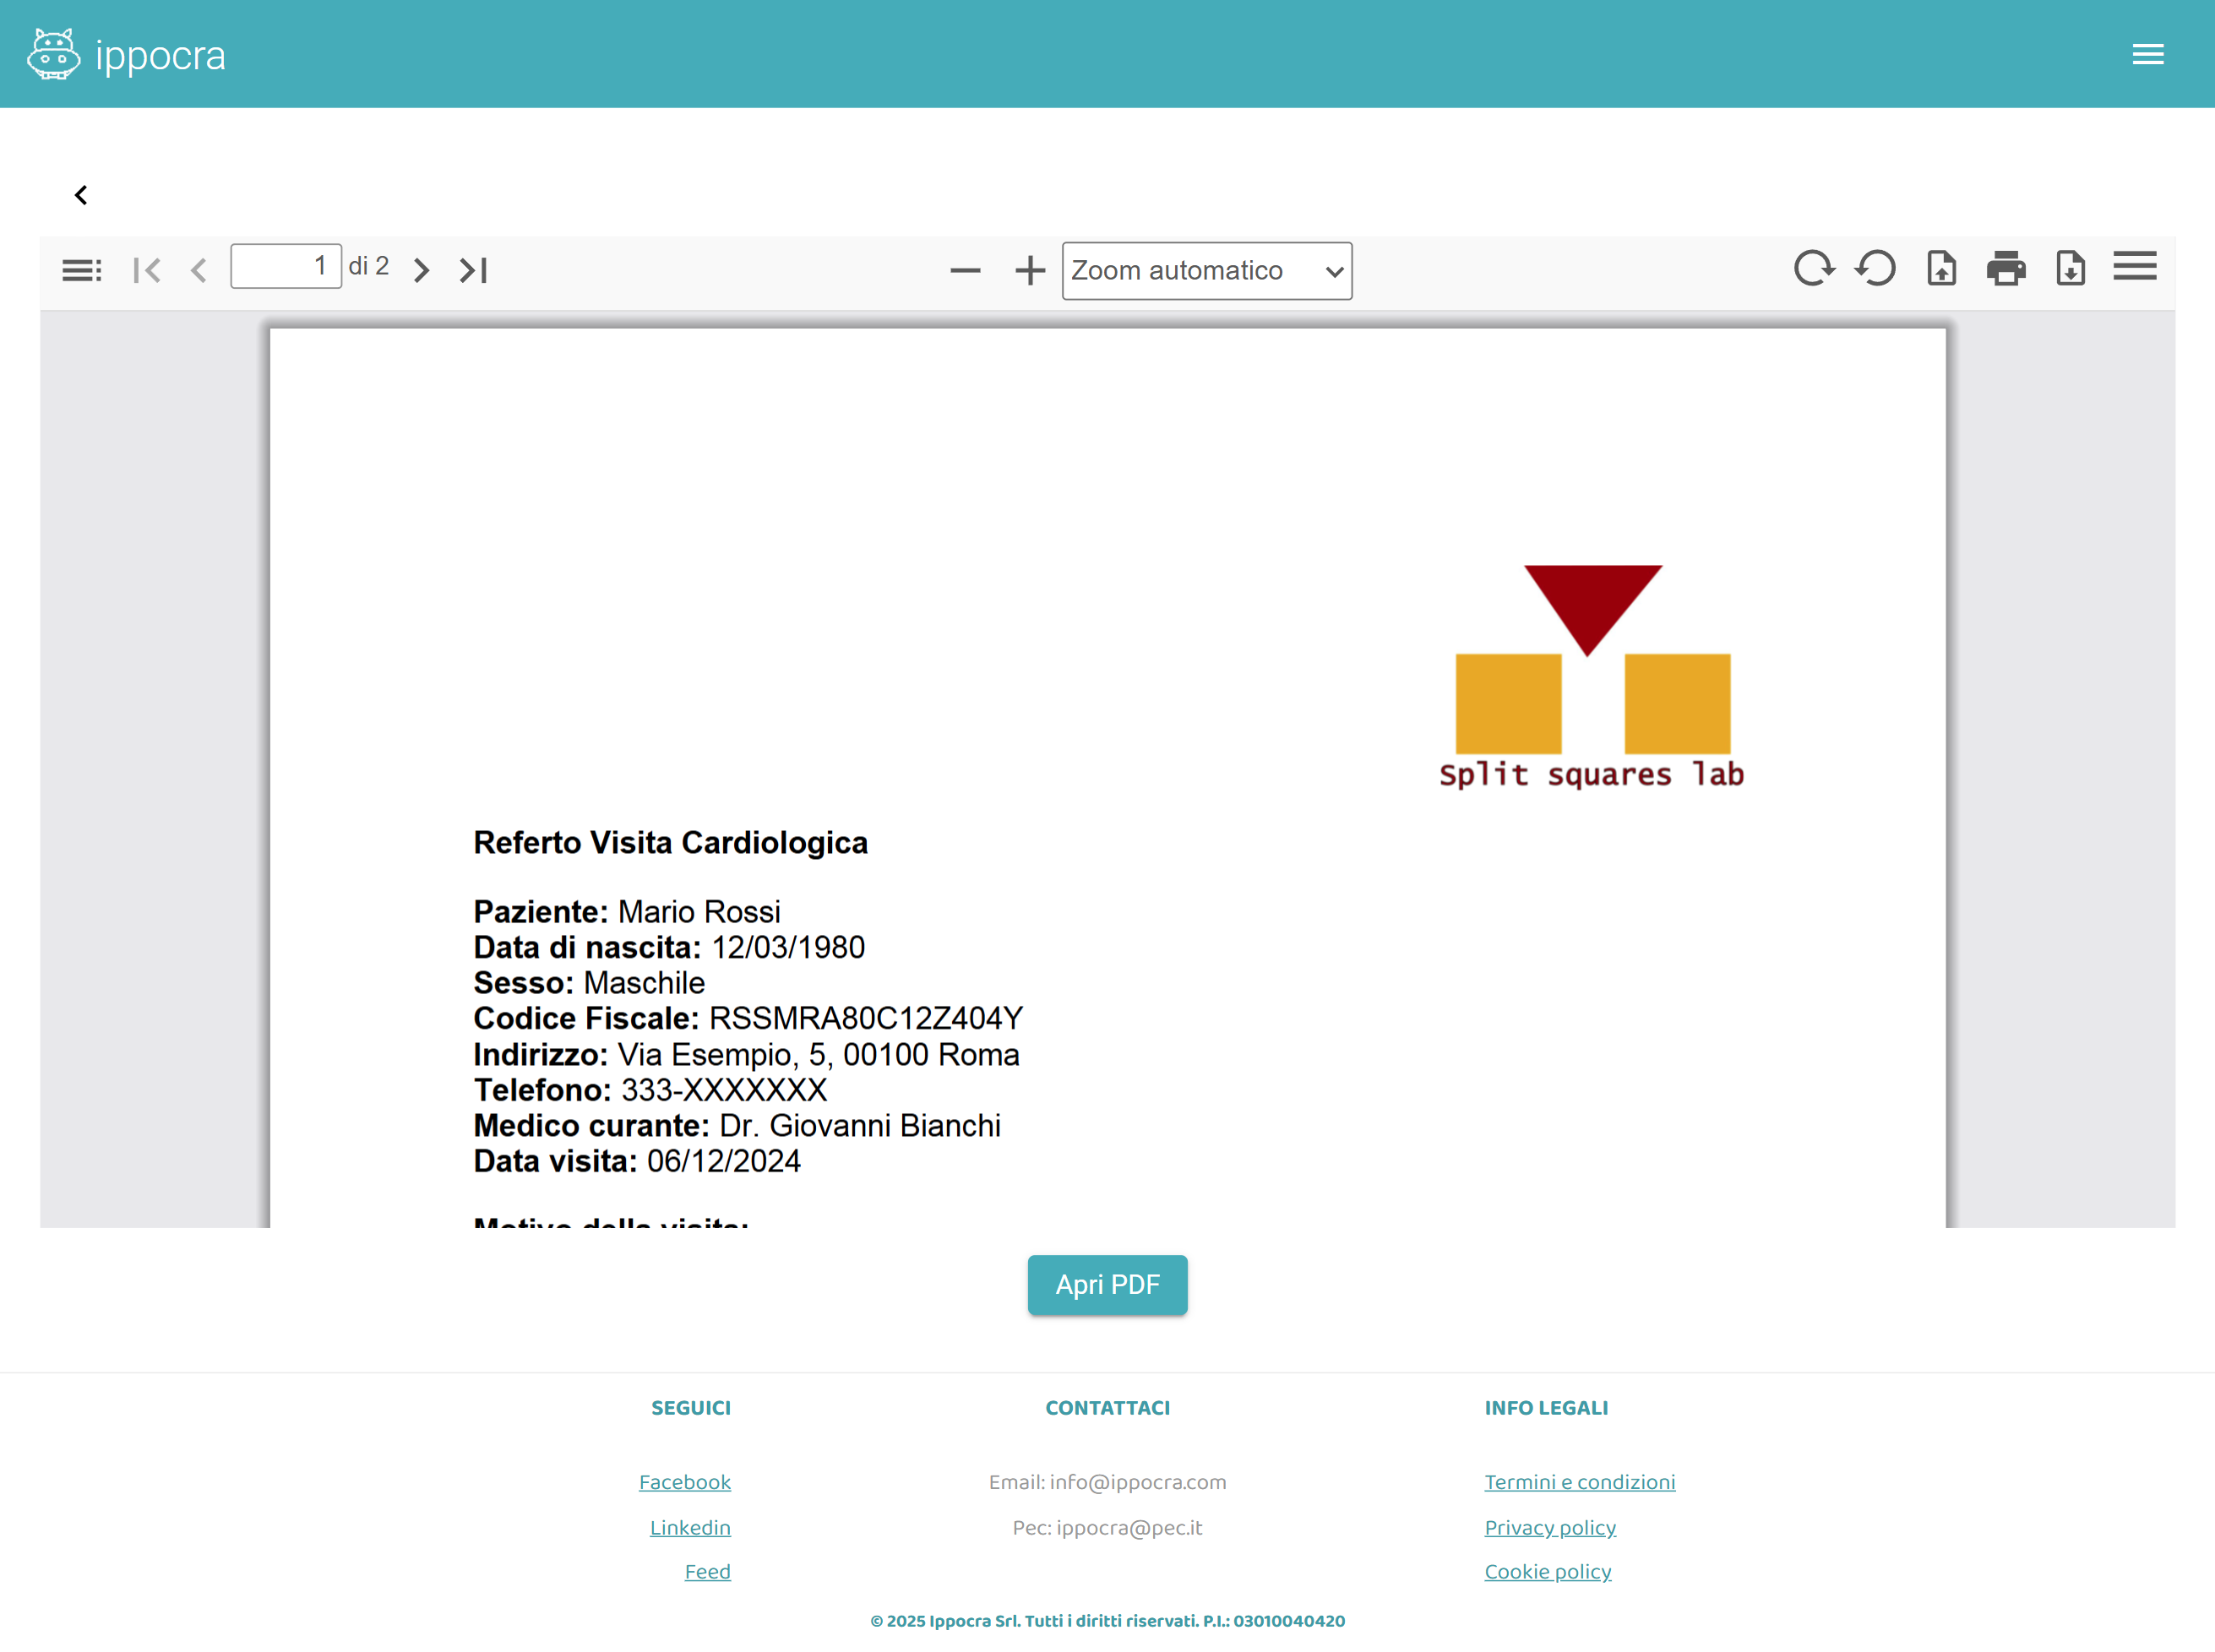 ippocra
1 di 2
Zoom automatico
Split squares lab
Referto Visita Cardiologica
Paziente: Mario Rossi
Data di nascita: 12/03/1980
Sesso: Maschile
Codice Fiscale: RSSMRA80C12Z404Y
Indirizzo: Via Esempio, 5, 00100 Roma
Telefono: 333-XXXXXXX
Medico curante: Dr. Giovanni Bianchi
Data visita: 06/12/2024
Motivo della visita:
Apri PDF
SEGUICI
Facebook
Linkedin
Feed
CONTATTACI
Email: info@ippocra.com
Pec: ippocra@pec.it
INFO LEGALI
Termini e condizioni
Privacy policy
Cookie policy
© 2025 Ippocra Srl. Tutti i diritti riservati. P.I.: 03010040420